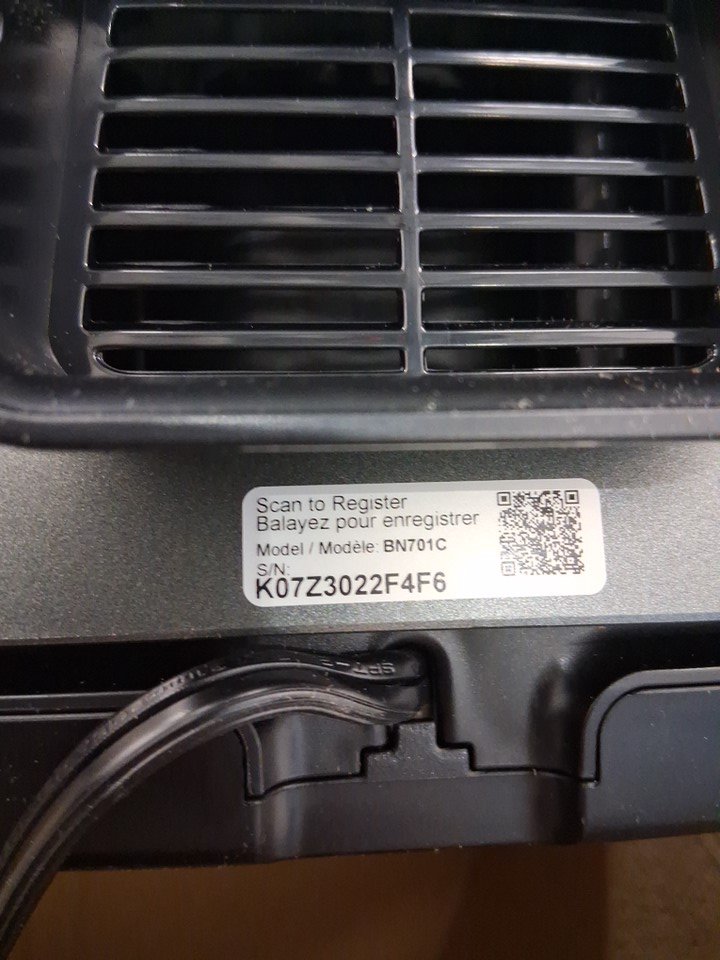 Scan to Register
Balayez pour enregistrer
Model / Modèle: BN701C
S/N:
K07Z3022F4F6